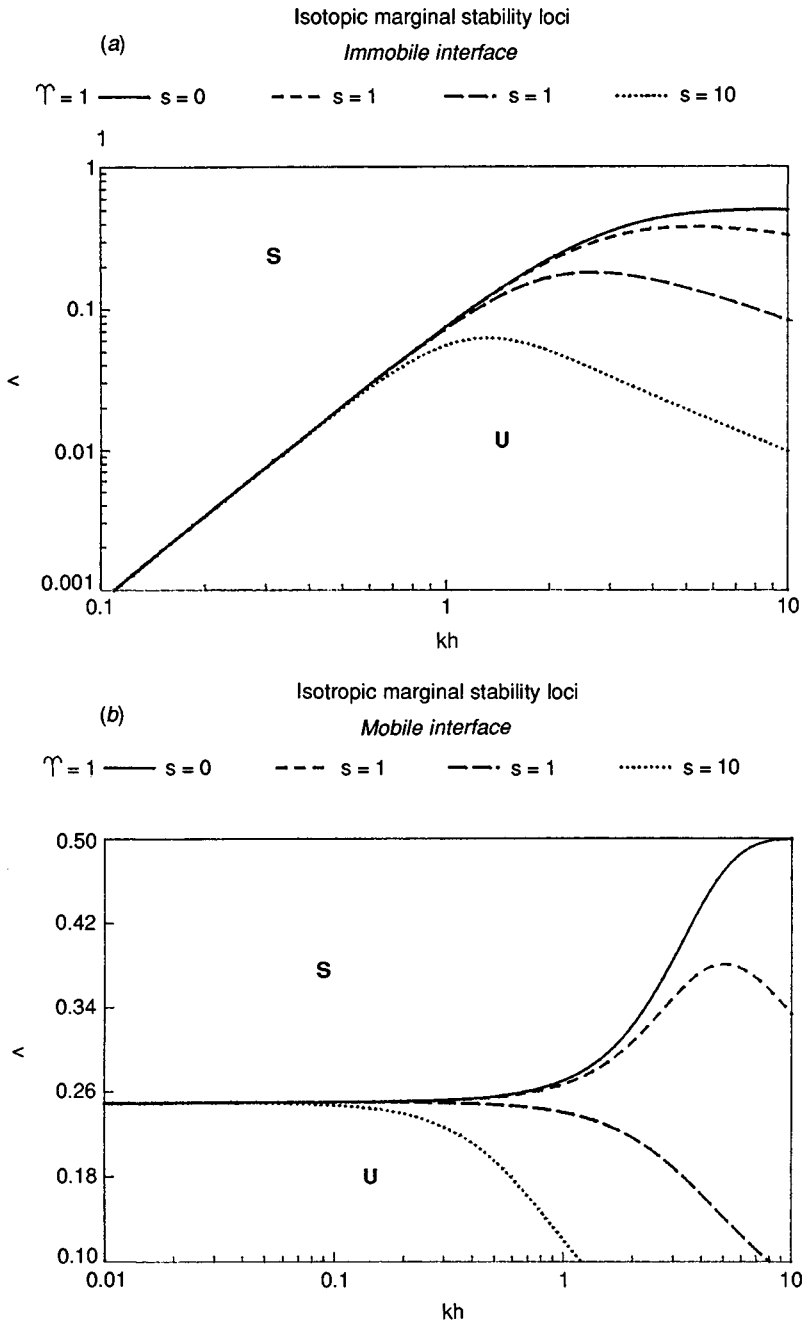 Isotopic marginal stability loci
(a)
Immobile interface
ϒ = 1 s = 0 s = 1 s = 1 s = 10
1
1
S
0.1
<
0.01
U
0.001
0.1 1 10
kh
Isotropic marginal stability loci
(b)
Mobile interface
ϒ = 1 s = 0 s = 1 s = 1 s = 10
0.50
0.42
S
0.34
<
0.26
0.18
U
0.10
0.01 0.1 1 10
kh